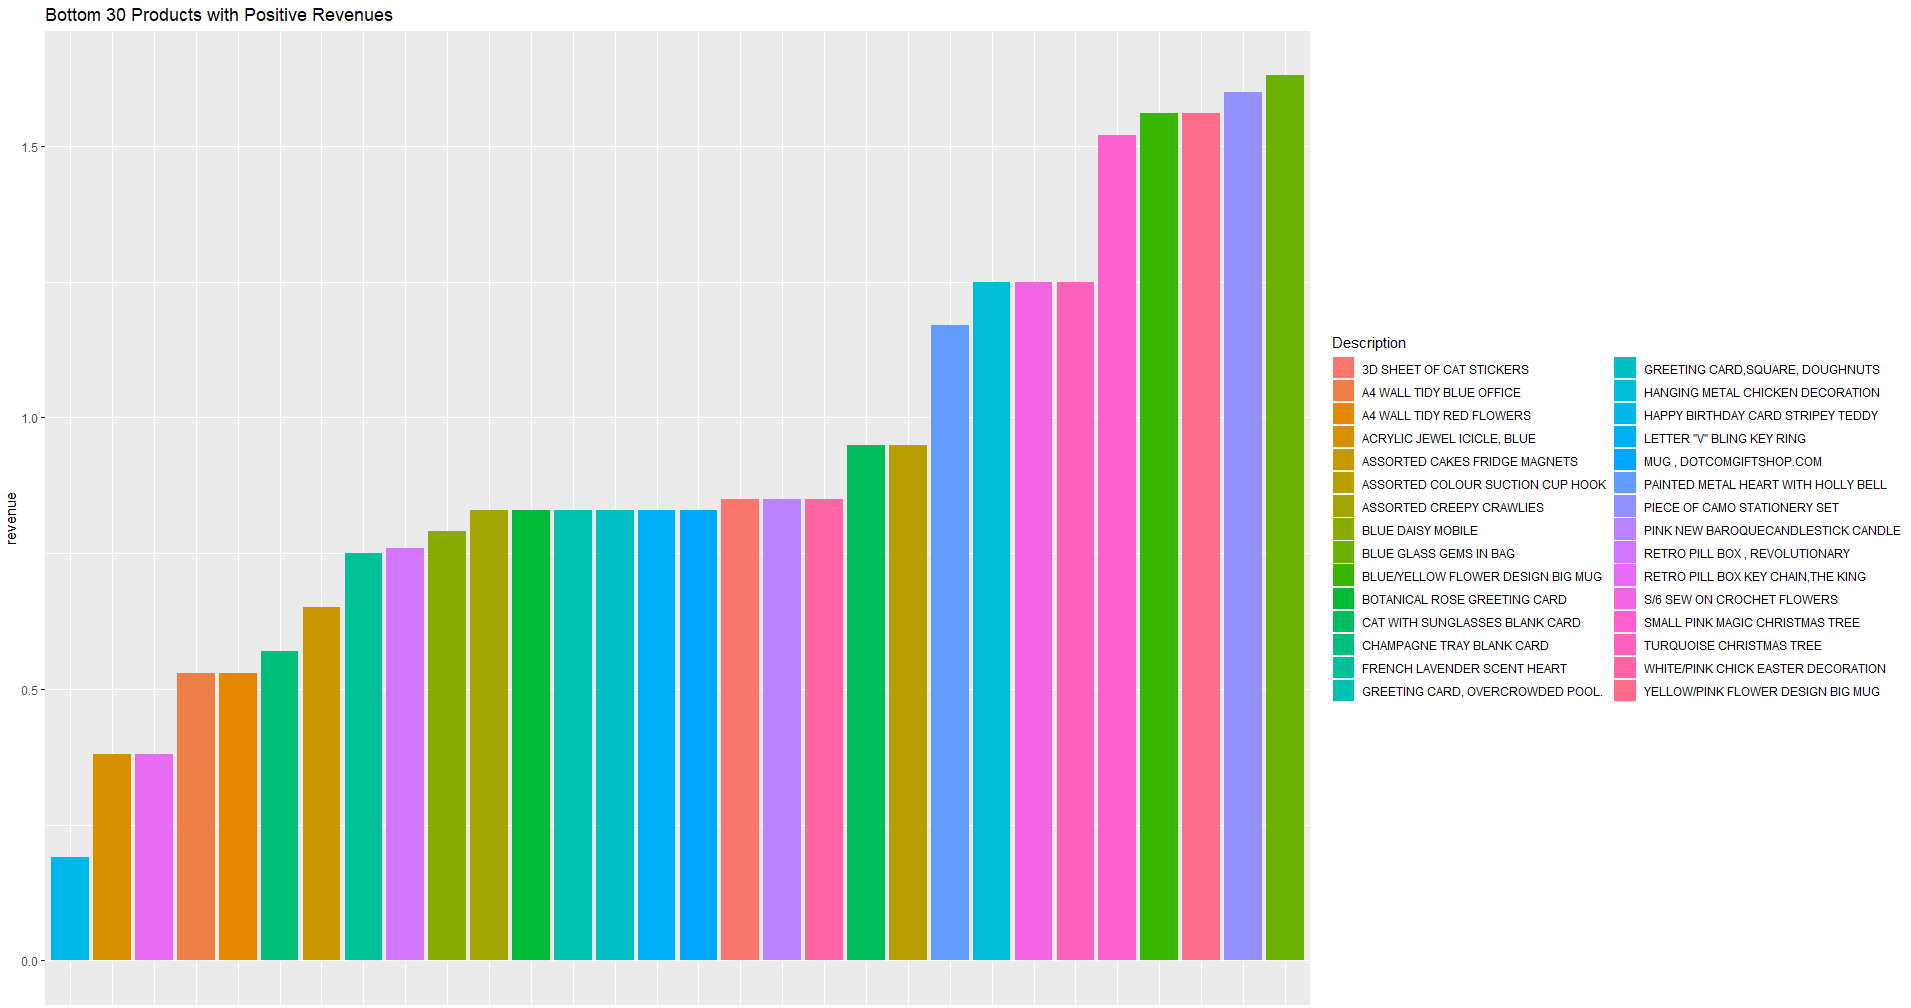 Bottom 30 Products with Positive Revenues
1.5
1.0
0.5
0.0
revenue
Description
3D SHEET OF CAT STICKERS
A4 WALL TIDY BLUE OFFICE
A4 WALL TIDY RED FLOWERS
ACRYLIC JEWEL ICICLE, BLUE
ASSORTED CAKES FRIDGE MAGNETS
ASSORTED COLOUR SUCTION CUP HOOK
ASSORTED CREEPY CRAWLIES
BLUE DAISY MOBILE
BLUE GLASS GEMS IN BAG
BLUE/YELLOW FLOWER DESIGN BIG MUG
BOTANICAL ROSE GREETING CARD
CAT WITH SUNGLASSES BLANK CARD
CHAMPAGNE TRAY BLANK CARD
FRENCH LAVENDER SCENT HEART
GREETING CARD, OVERCROWDED POOL.
GREETING CARD,SQUARE, DOUGHNUTS
HANGING METAL CHICKEN DECORATION
HAPPY BIRTHDAY CARD STRIPEY TEDDY
LETTER "V" BLING KEY RING
MUG , DOTCOMGIFTSHOP.COM
PAINTED METAL HEART WITH HOLLY BELL
PIECE OF CAMO STATIONERY SET
PINK NEW BAROQUECANDLESTICK CANDLE
RETRO PILL BOX , REVOLUTIONARY
RETRO PILL BOX KEY CHAIN,THE KING
S/6 SEW ON CROCHET FLOWERS
SMALL PINK MAGIC CHRISTMAS TREE
TURQUOISE CHRISTMAS TREE
WHITE/PINK CHICK EASTER DECORATION
YELLOW/PINK FLOWER DESIGN BIG MUG